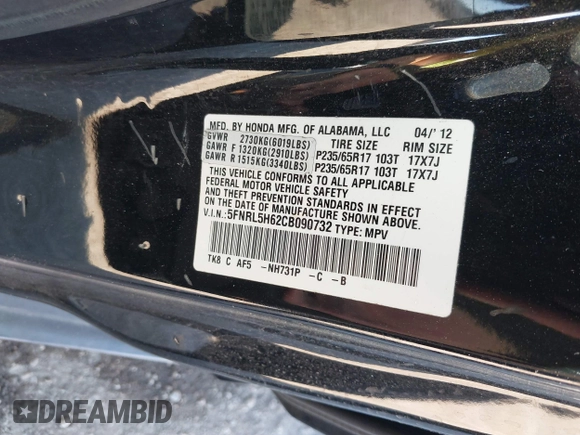 MFD. BY HONDA MFG. OF ALABAMA, LLC 04/'12
GVWR 2730KG(6019LBS) TIRE SIZE RIM SIZE
GAWR F 1320KG(2910LBS) P235/65R17 103T 17X7J
GAWR R 1515KG(3340LBS) P235/65R17 103T 17X7J
THIS VEHICLE CONFORMS TO ALL APPLICABLE
FEDERAL MOTOR VEHICLE SAFETY
AND THEFT PREVENTION STANDARDS IN EFFECT
ON THE DATE OF MANUFACTURE SHOWN ABOVE.
V.I.N.: 5FNRL5H62CB090732 TYPE: MPV
TK8 C AF5 -NH731P -C -B
DREAMBID